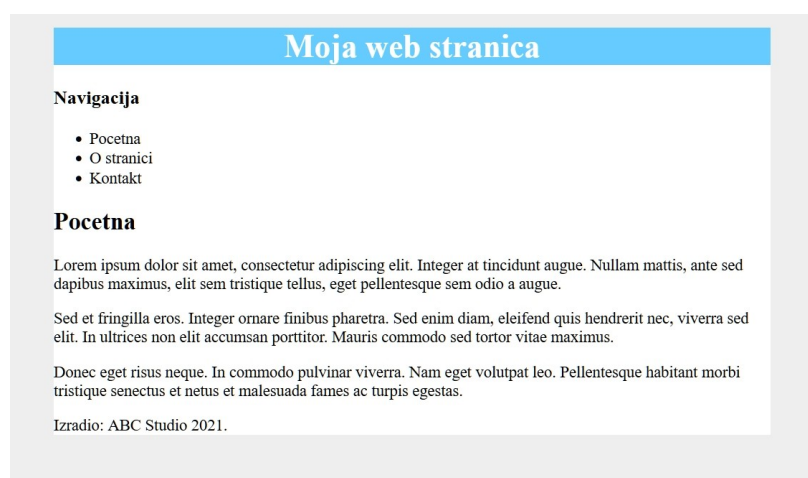 Moja web stranica
Navigacija
Pocetna
O stranici
Kontakt
Pocetna
Lorem ipsum dolor sit amet, consectetur adipiscing elit. Integer at tincidunt augue. Nullam mattis, ante sed
dapibus maximus, elit sem tristique tellus, eget pellentesque sem odio a augue.
Sed et fringilla eros. Integer ornare finibus pharetra. Sed enim diam, eleifend quis hendrerit nec, viverra sed
elit. In ultrices non elit accumsan porttitor. Mauris commodo sed tortor vitae maximus.
Donec eget risus neque. In commodo pulvinar viverra. Nam eget volutpat leo. Pellentesque habitant morbi
tristique senectus et netus et malesuada fames ac turpis egestas.
Izradio: ABC Studio 2021.